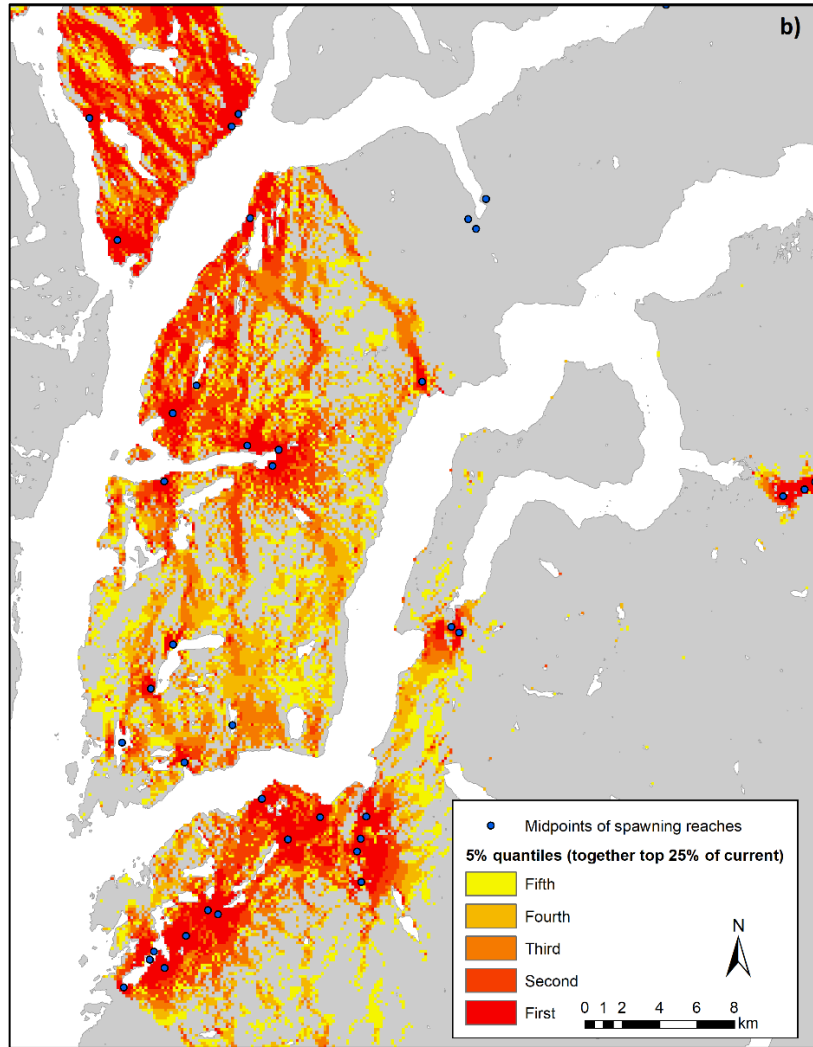 b)
Midpoints of spawning reaches
5% quantiles (together top 25% of current)
Fifth
Fourth
Third
Second
First
N
0 1 2 4 6 8
km